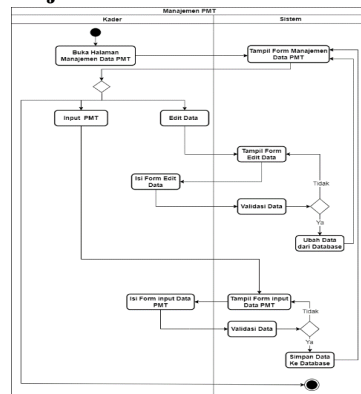 Manajemen PMT
Kader
Sistem
Buka Halaman
Manajemen Data PMT
Tampil Form Manajemen
Data PMT
Input PMT
Edit Data
Tampil Form
Edit Data
Isi Form Edit
Data
Tidak
Validasi Data
Ya
Ubah Data
dari Database
Isi Form input Data
PMT
Tampil Form input Data
PMT
Tidak
Validasi Data
Ya
Simpan Data
Ke Database